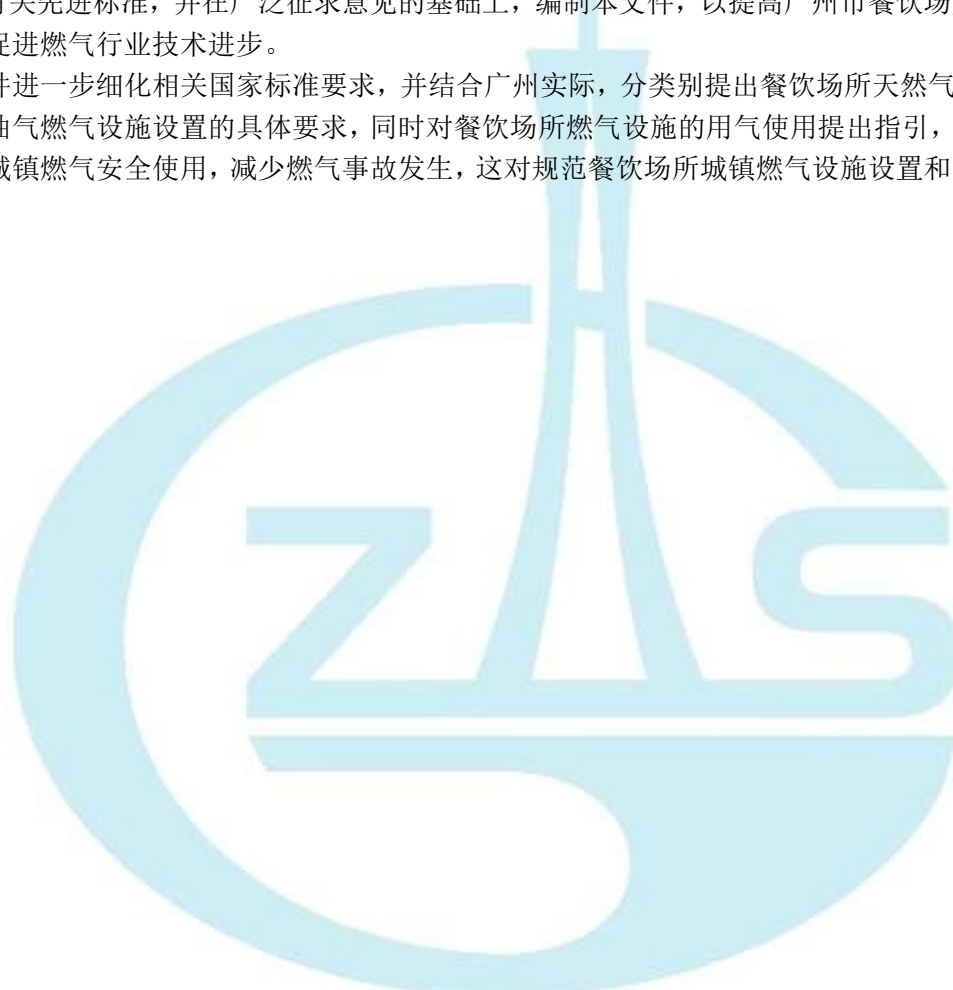 有关先进标准，并在广泛征求意见的基础上，编制本文件，以提高广州市餐饮场
促进燃气行业技术进步。
件进一步细化相关国家标准要求，并结合广州实际，分类别提出餐饮场所天然气
油气燃气设施设置的具体要求，同时对餐饮场所燃气设施的用气使用提出指引，
城镇燃气安全使用，减少燃气事故发生，这对规范餐饮场所城镇燃气设施设置和
ZS